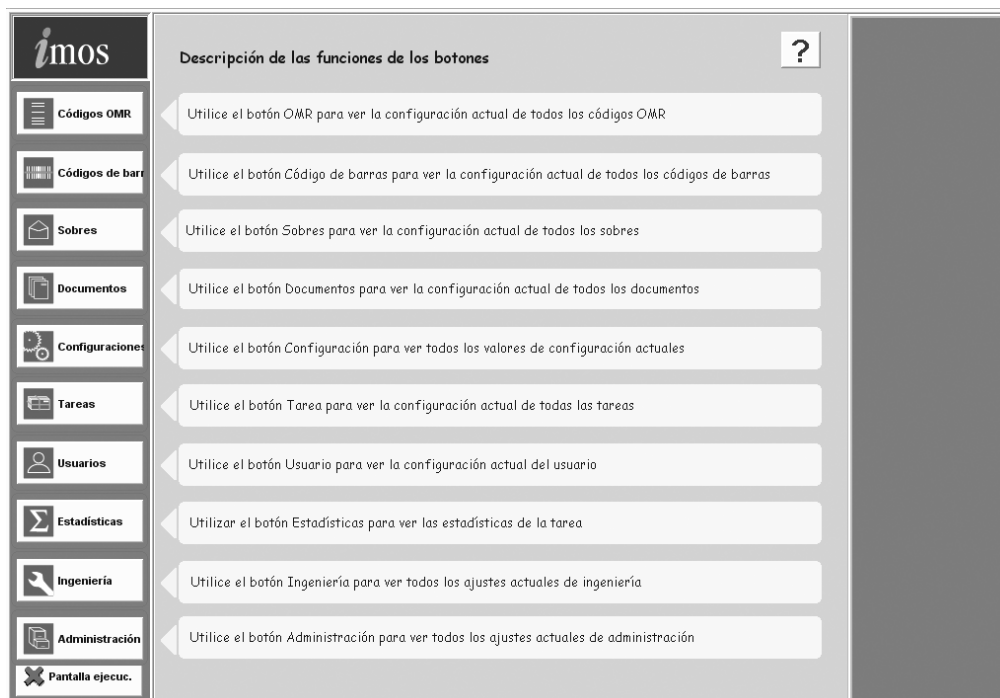 imos
Descripción de las funciones de los botones
?
Códigos OMR
Utilice el botón OMR para ver la configuración actual de todos los códigos OMR
Códigos de barr
Utilice el botón Código de barras para ver la configuración actual de todos los códigos de barras
Sobres
Utilice el botón Sobres para ver la configuración actual de todos los sobres
Documentos
Utilice el botón Documentos para ver la configuración actual de todos los documentos
Configuraciones
Utilice el botón Configuración para ver todos los valores de configuración actuales
Tareas
Utilice el botón Tarea para ver la configuración actual de todas las tareas
Usuarios
Utilice el botón Usuario para ver la configuración actual del usuario
Σ Estadísticas
Utilizar el botón Estadísticas para ver las estadísticas de la tarea
Ingeniería
Utilice el botón Ingeniería para ver todos los ajustes actuales de ingeniería
Administración
Utilice el botón Administración para ver todos los ajustes actuales de administración
Pantalla ejecuc.